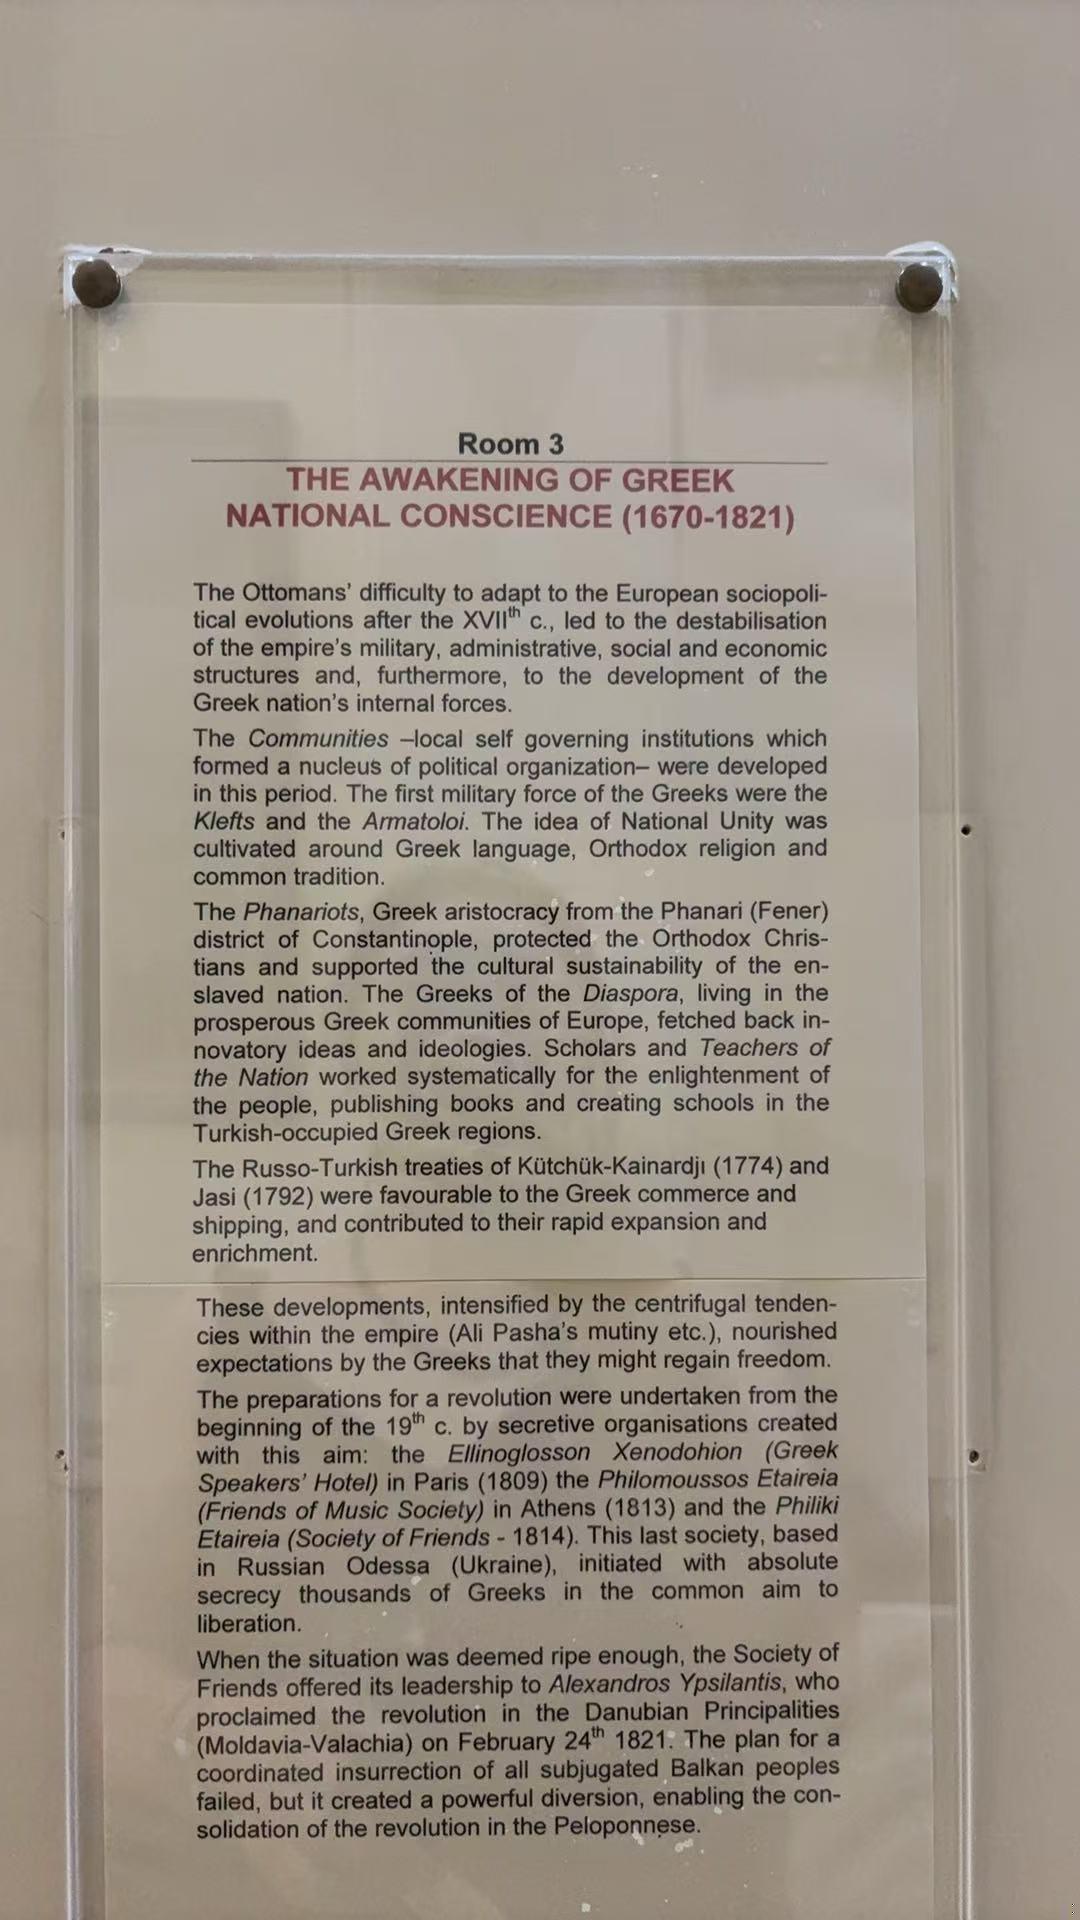 Room 3
THE AWAKENING OF GREEK
NATIONAL CONSCIENCE (1670-1821)
The Ottomans' difficulty to adapt to the European sociopoli-
tical evolutions after the XVIIth c., led to the destabilisation
of the empire's military, administrative, social and economic
structures and, furthermore, to the development of the
Greek nation's internal forces.
The Communities –local self governing institutions which
formed a nucleus of political organization– were developed
in this period. The first military force of the Greeks were the
Klefts and the Armatoloi. The idea of National Unity was
cultivated around Greek language, Orthodox religion and
common tradition.
The Phanariots, Greek aristocracy from the Phanari (Fener)
district of Constantinople, protected the Orthodox Chris-
tians and supported the cultural sustainability of the en-
slaved nation. The Greeks of the Diaspora, living in the
prosperous Greek communities of Europe, fetched back in-
novatory ideas and ideologies. Scholars and Teachers of
the Nation worked systematically for the enlightenment of
the people, publishing books and creating schools in the
Turkish-occupied Greek regions.
The Russo-Turkish treaties of Kütchük-Kainardjı (1774) and
Jasi (1792) were favourable to the Greek commerce and
shipping, and contributed to their rapid expansion and
enrichment.
These developments, intensified by the centrifugal tenden-
cies within the empire (Ali Pasha's mutiny etc.), nourished
expectations by the Greeks that they might regain freedom.
The preparations for a revolution were undertaken from the
beginning of the 19th c. by secretive organisations created
with this aim: the Ellinoglosson Xenodohion (Greek
Speakers' Hotel) in Paris (1809) the Philomoussos Etaireia
(Friends of Music Society) in Athens (1813) and the Philiki
Etaireia (Society of Friends - 1814). This last society, based
in Russian Odessa (Ukraine), initiated with absolute
secrecy thousands of Greeks in the common aim to
liberation.
When the situation was deemed ripe enough, the Society of
Friends offered its leadership to Alexandros Ypsilantis, who
proclaimed the revolution in the Danubian Principalities
(Moldavia-Valachia) on February 24th 1821. The plan for a
coordinated insurrection of all subjugated Balkan peoples
failed, but it created a powerful diversion, enabling the con-
solidation of the revolution in the Peloponnese.